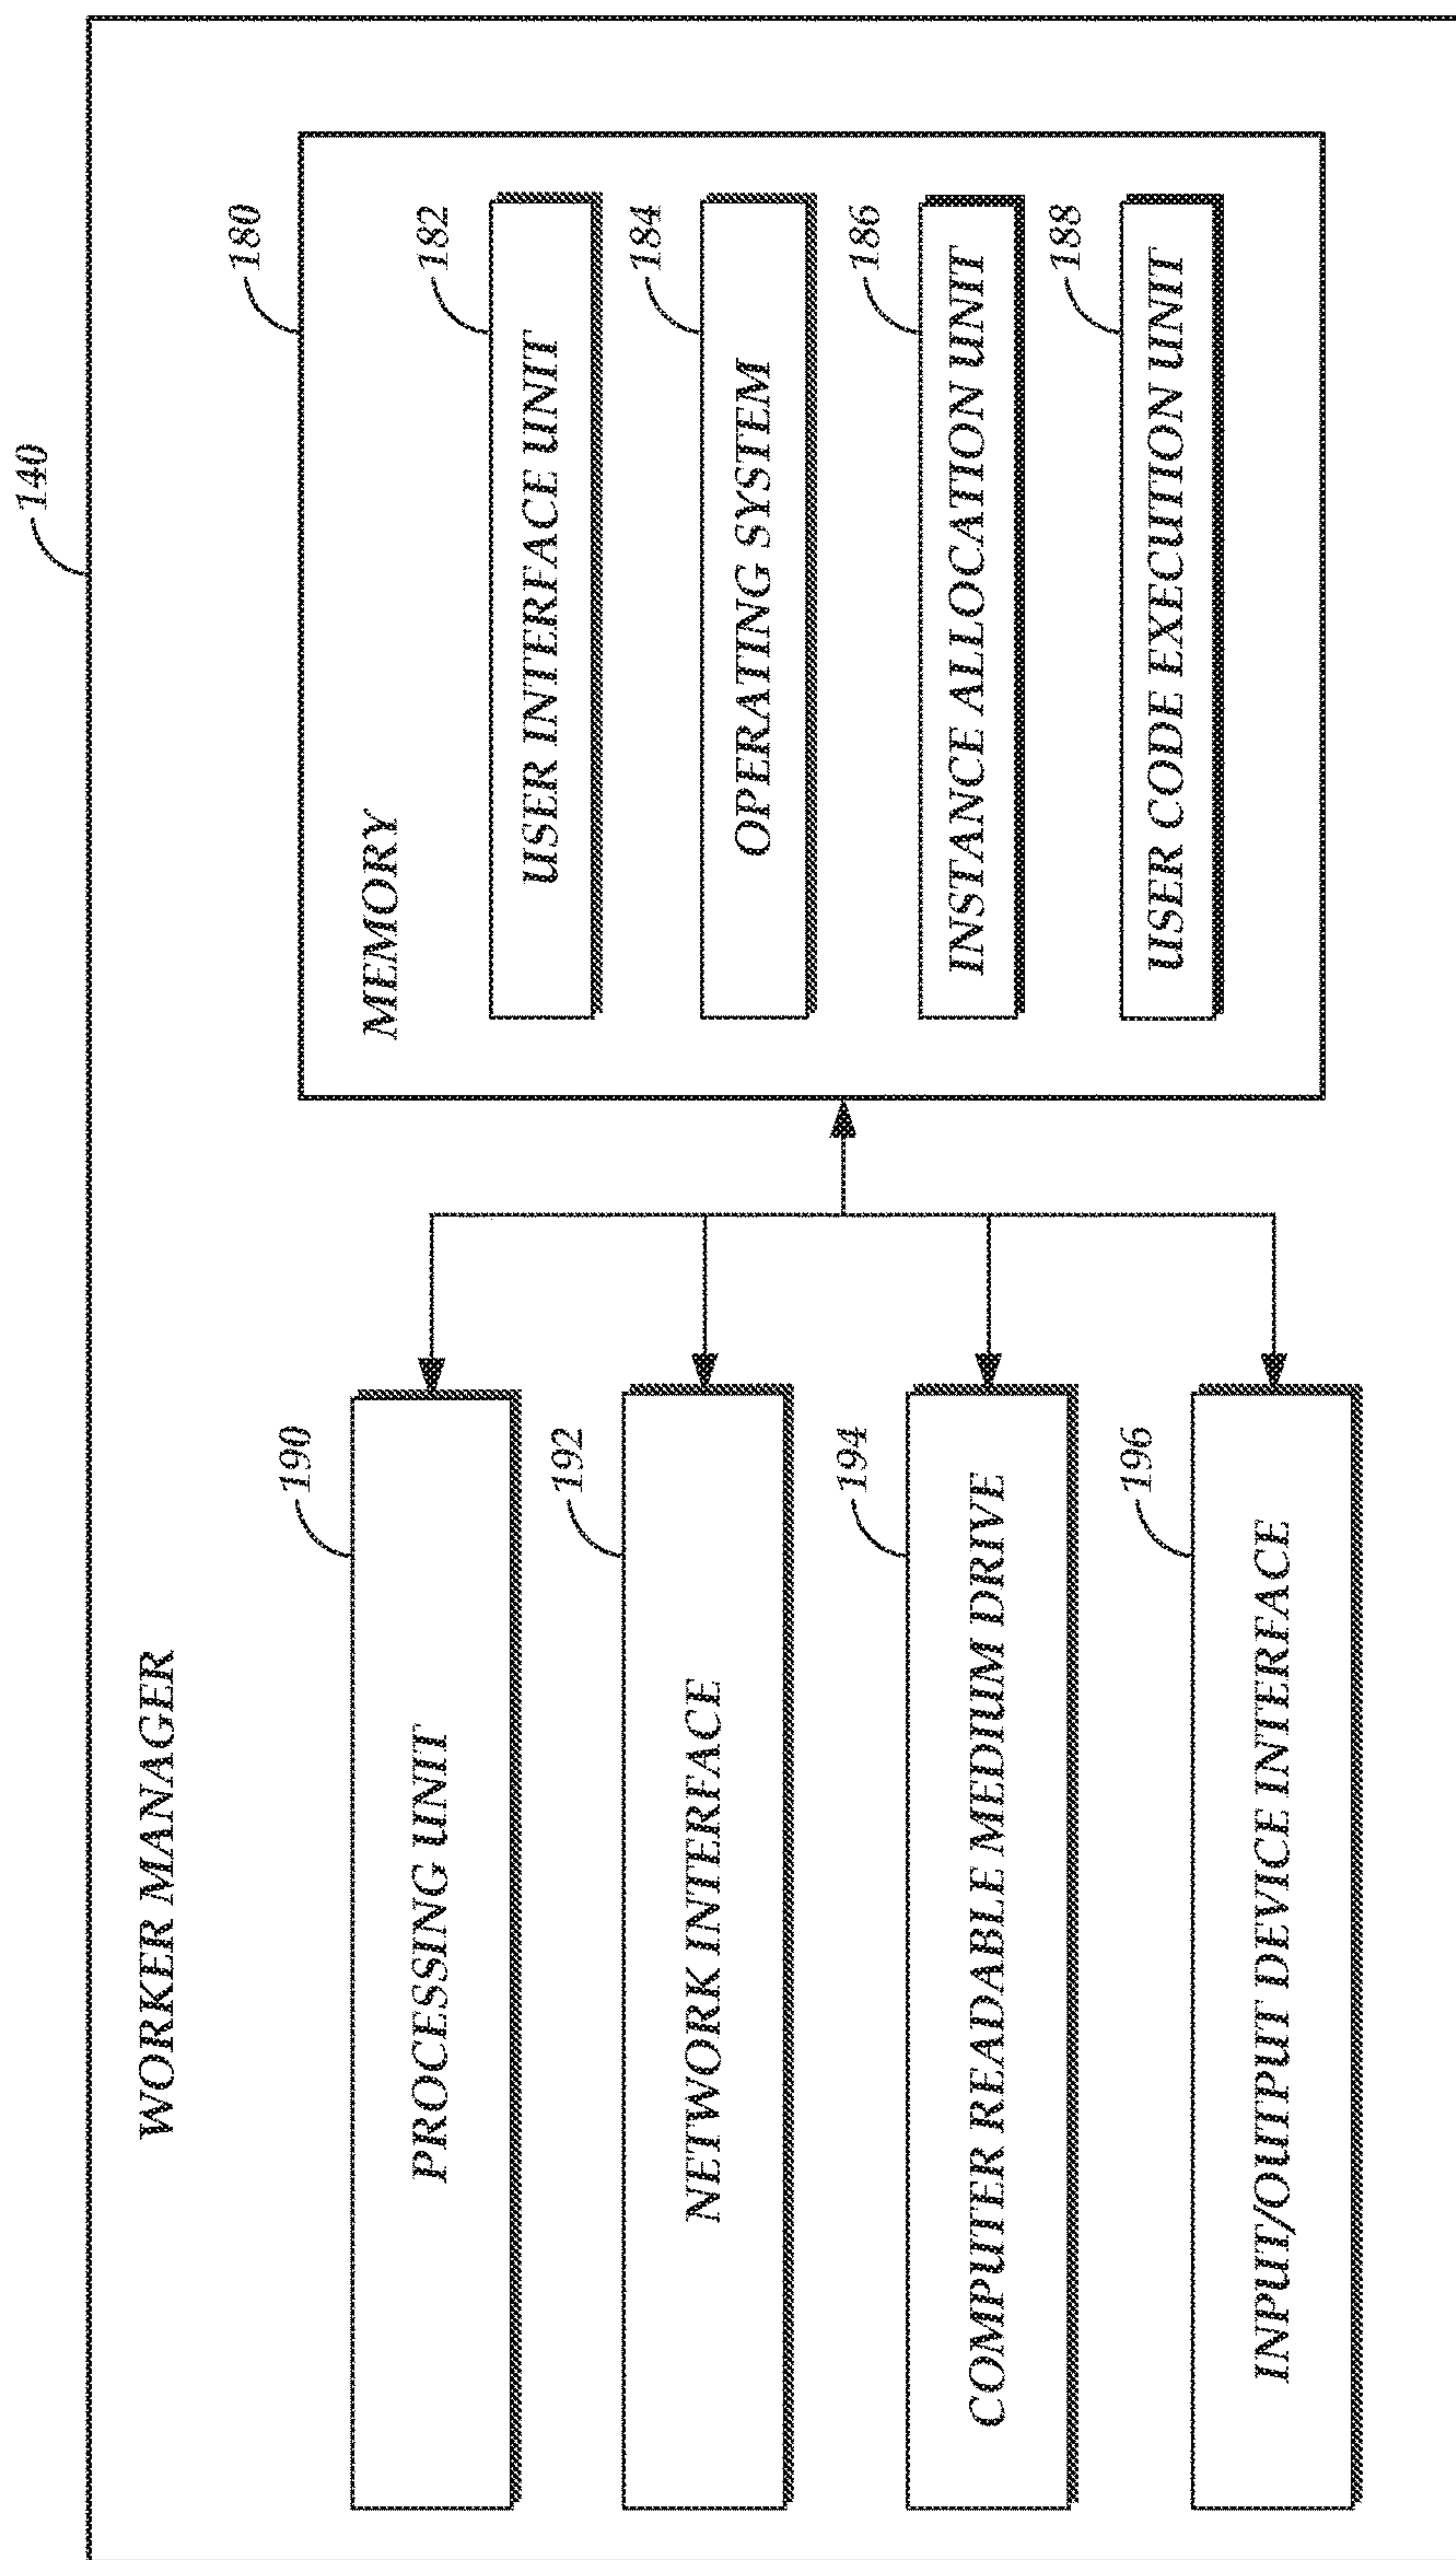 140
WORKER MANAGER
190
PROCESSING UNIT
192
NETWORK INTERFACE
194
COMPUTER READABLE MEDIUM DRIVE
196
INPUT/OUTPUT DEVICE INTERFACE
180
MEMORY
182
USER INTERFACE UNIT
184
OPERATING SYSTEM
186
INSTANCE ALLOCATION UNIT
188
USER CODE EXECUTION UNIT